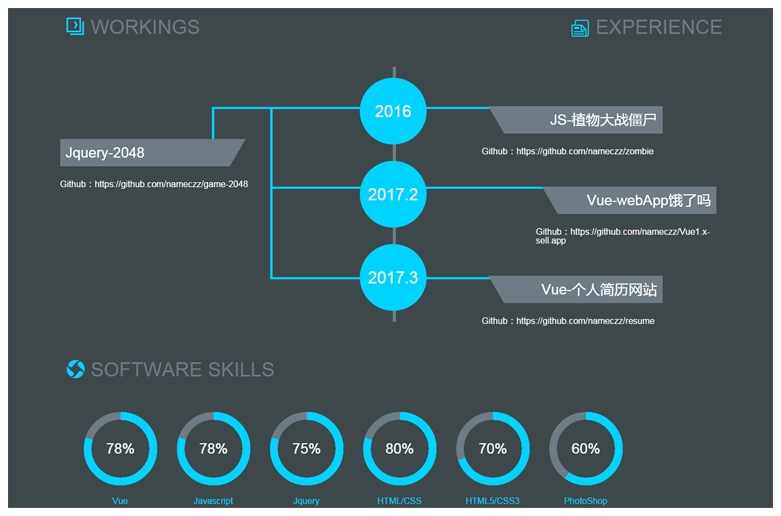 WORKINGS
EXPERIENCE
2016
JS-植物大战僵尸
Github：https://github.com/nameczz/zombie
Jquery-2048
Github：https://github.com/nameczz/game-2048
2017.2
Vue-webApp饿了吗
Github：https://github.com/nameczz/Vue1.x-
sell.app
2017.3
Vue-个人简历网站
Github：https://github.com/nameczz/resume
SOFTWARE SKILLS
78%
78%
75%
80%
70%
60%
Vue
Javascript
Jquery
HTML/CSS
HTML5/CSS3
PhotoShop